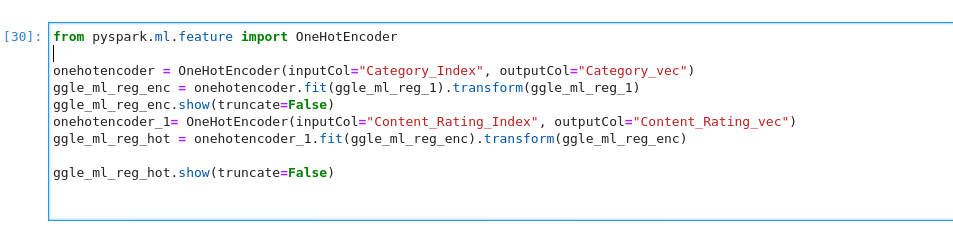 [30]: from pyspark.ml.feature import OneHotEncoder
onehotencoder = OneHotEncoder(inputCol="Category_Index", outputCol="Category_vec")
ggle_ml_reg_enc = onehotencoder.fit(ggle_ml_reg_1).transform(ggle_ml_reg_1)
ggle_ml_reg_enc.show(truncate=False)
onehotencoder_1= OneHotEncoder(inputCol="Content_Rating_Index", outputCol="Content_Rating_vec")
ggle_ml_reg_hot = onehotencoder_1.fit(ggle_ml_reg_enc).transform(ggle_ml_reg_enc)
ggle_ml_reg_hot.show(truncate=False)